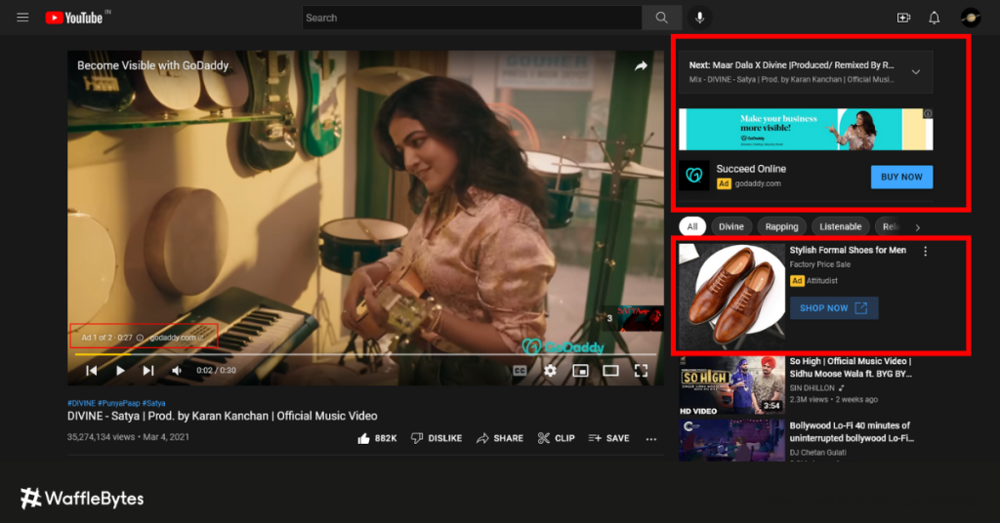 YouTube IN
Search
Become Visible with GoDaddy
Ad 1 of 2 · 0:27 godaddy.com
3
SATYA
GoDaddy
CC
0:02 / 0:30
#DIVINE #PunyaPaap #Satya
DIVINE - Satya | Prod. by Karan Kanchan | Official Music Video
35,274,134 views • Mar 4, 2021
882K
DISLIKE
SHARE
CLIP
SAVE
Next: Maar Dala X Divine |Produced/ Remixed By R...
Mix - DIVINE - Satya | Prod. by Karan Kanchan | Official Musi...
Make your business
more visible!
GoDaddy
Succeed Online
Ad godaddy.com
BUY NOW
All
Divine
Rapping
Listenable
Rela
Stylish Formal Shoes for Men
Factory Price Sale
Ad Attitudist
SHOP NOW
SO HIGH
HD VIDEO
3:54
So High | Official Music Video |
Sidhu Moose Wala ft. BYG BY...
SIN DHILLON
2.3M views • 2 weeks ago
Bollywood Lo-Fi 40 minutes of
uninterrupted bollywood Lo-Fi...
DJ Chetan Gulati
WaffleBytes